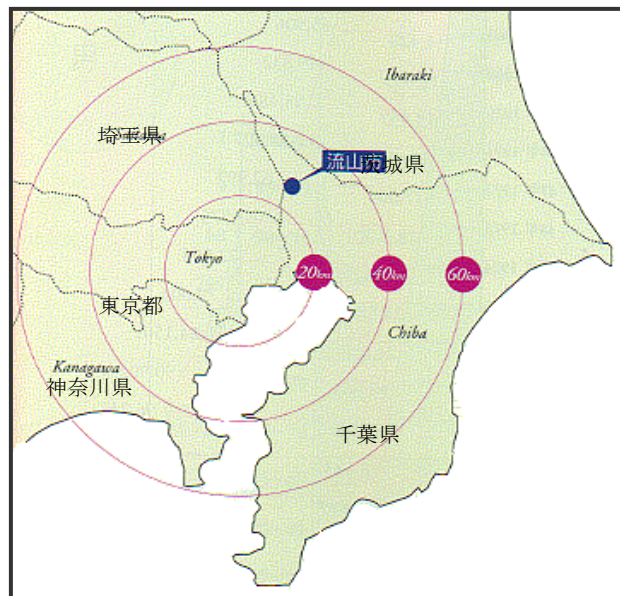 Ibaraki
埼玉県
流山市
茨城県
Tokyo
20km
40km
60km
東京都
Chiba
Kanagawa
神奈川県
千葉県